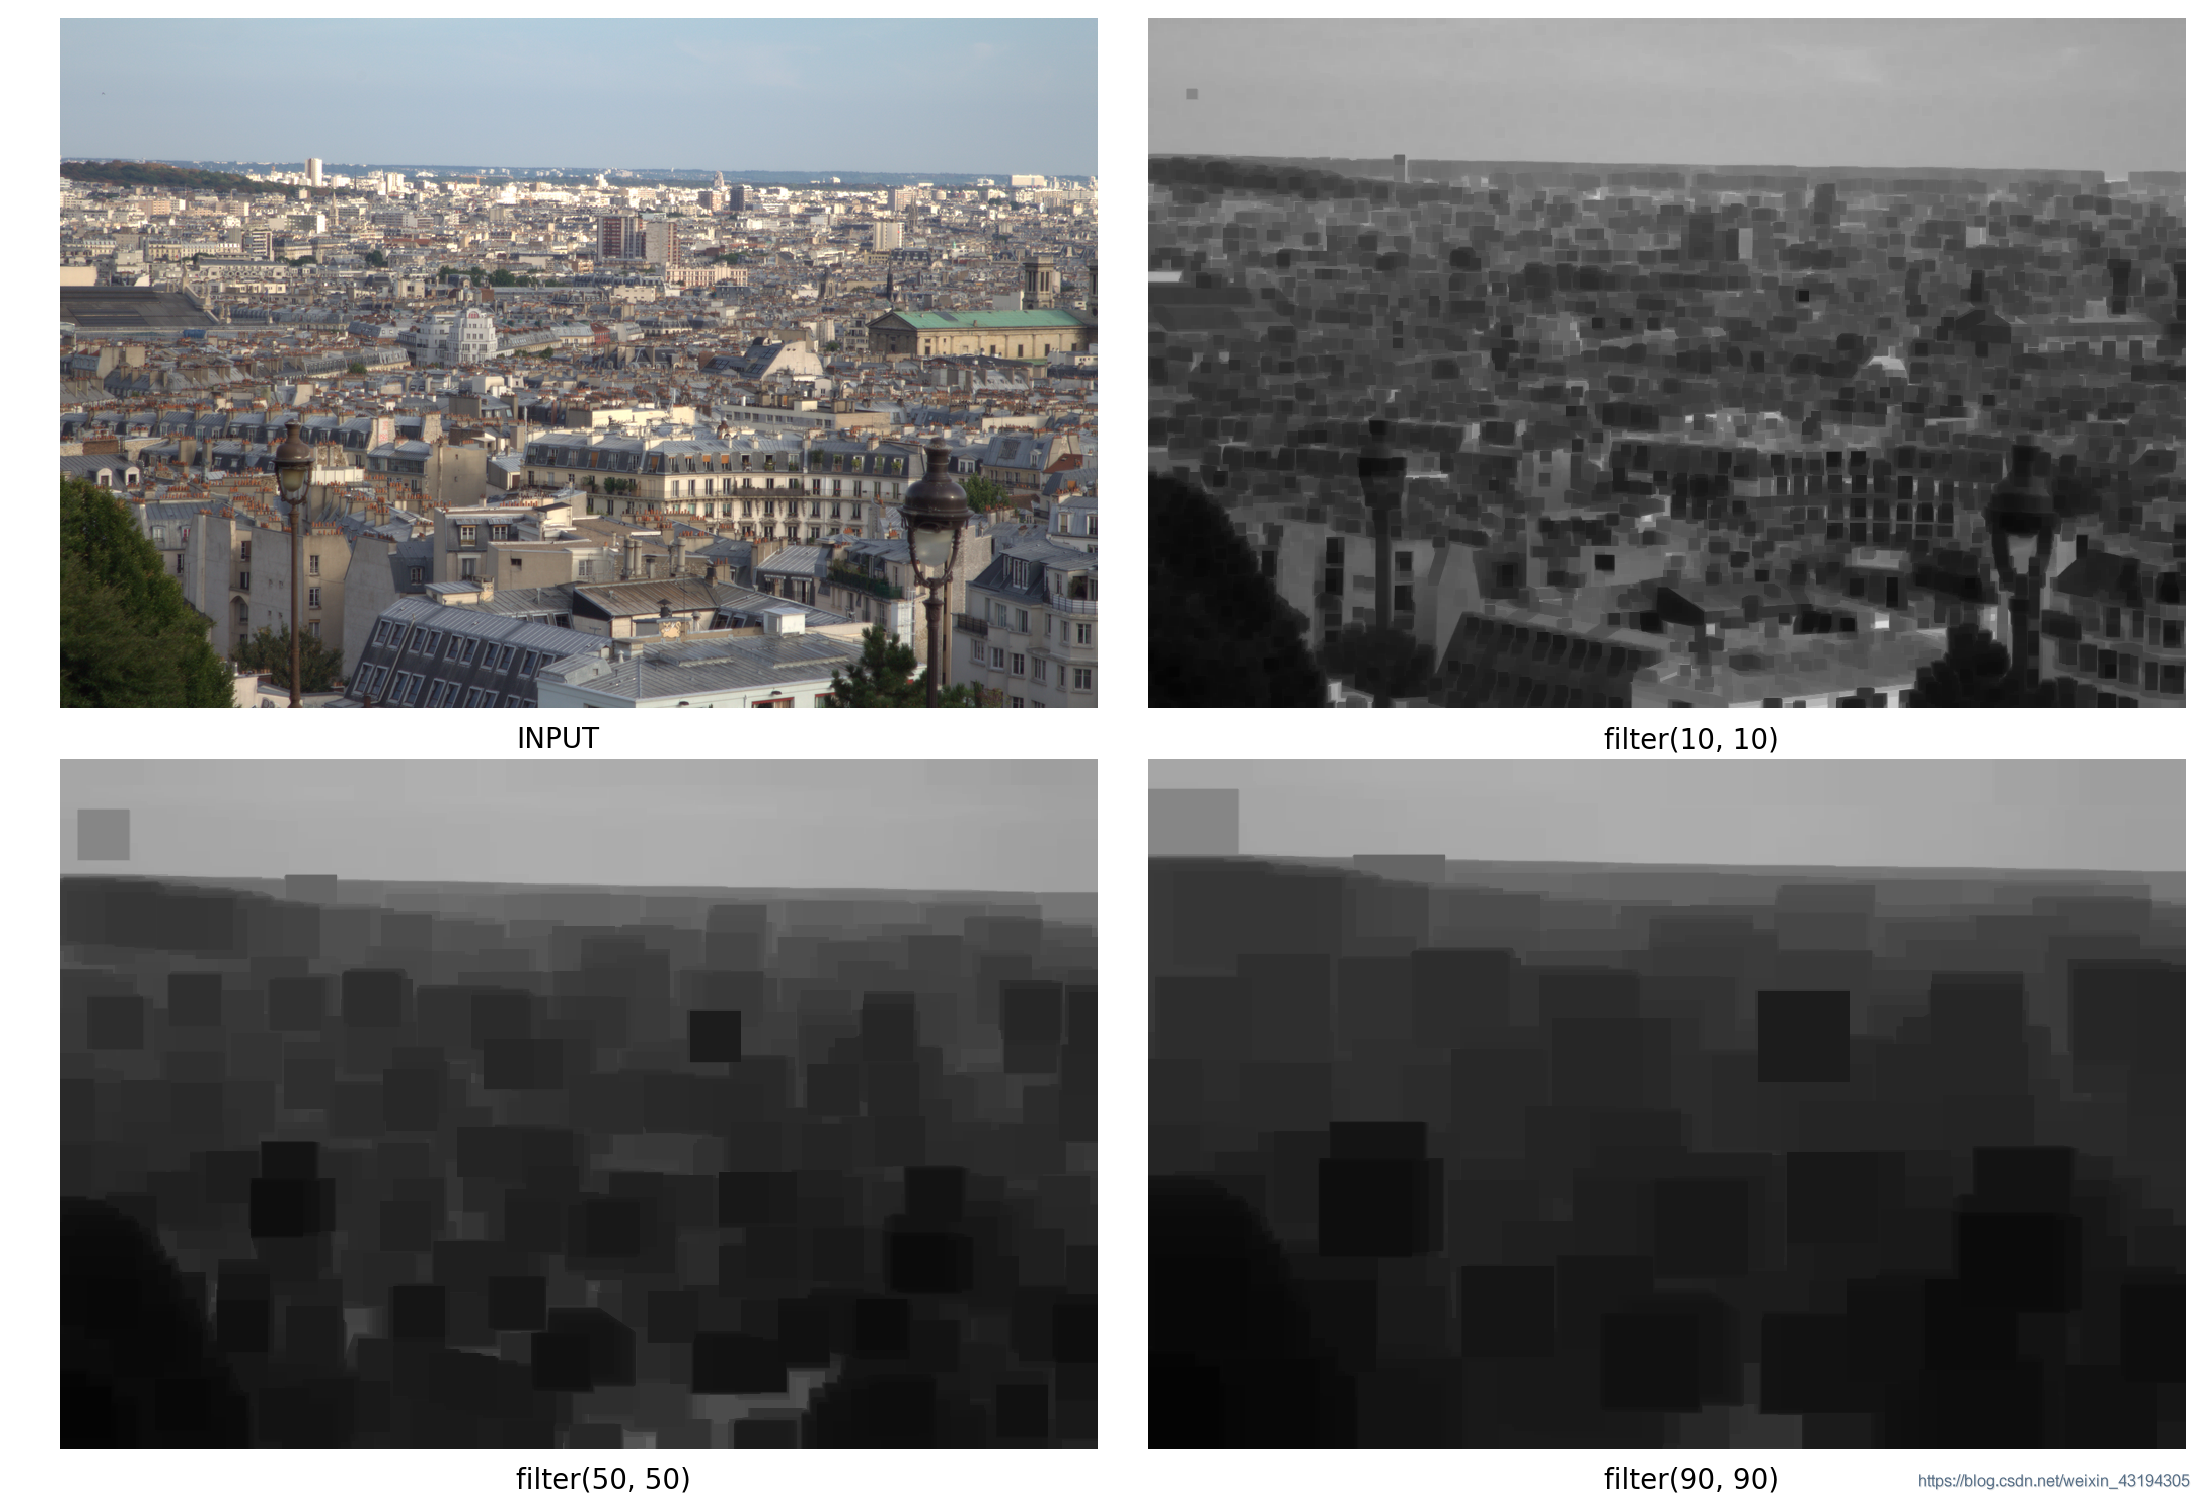 INPUT
filter(10, 10)
filter(50, 50)
filter(90, 90)
https://blog.csdn.net/weixin_43194305